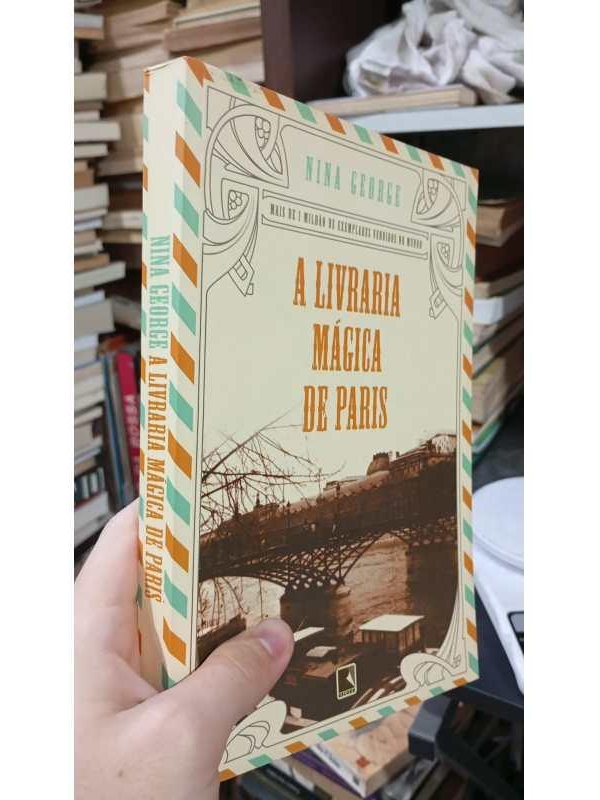 NINA GEORGE
MAIS DE 1 MILHÃO DE EXEMPLARES VENDIDOS NO MUNDO
A LIVRARIA
MÁGICA
DE PARIS
RECORD
NINA GEORGE A LIVRARIA MÁGICA DE PARIS